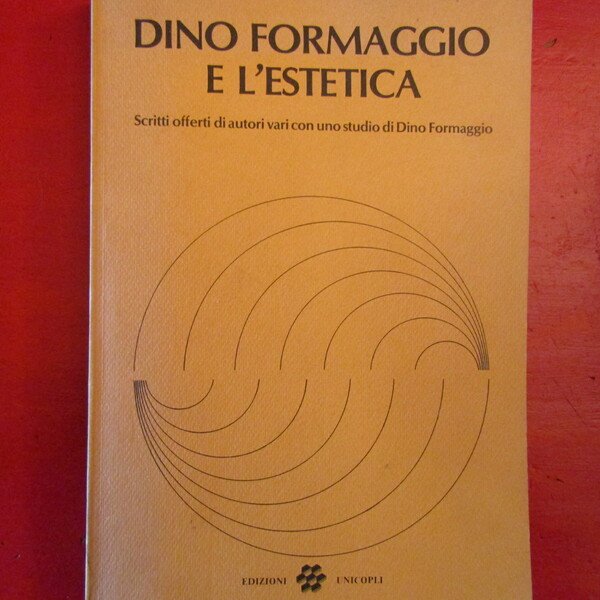 DINO FORMAGGIO
E L'ESTETICA
Scritti offerti di autori vari con uno studio di Dino Formaggio
EDIZIONI UNICOPLI